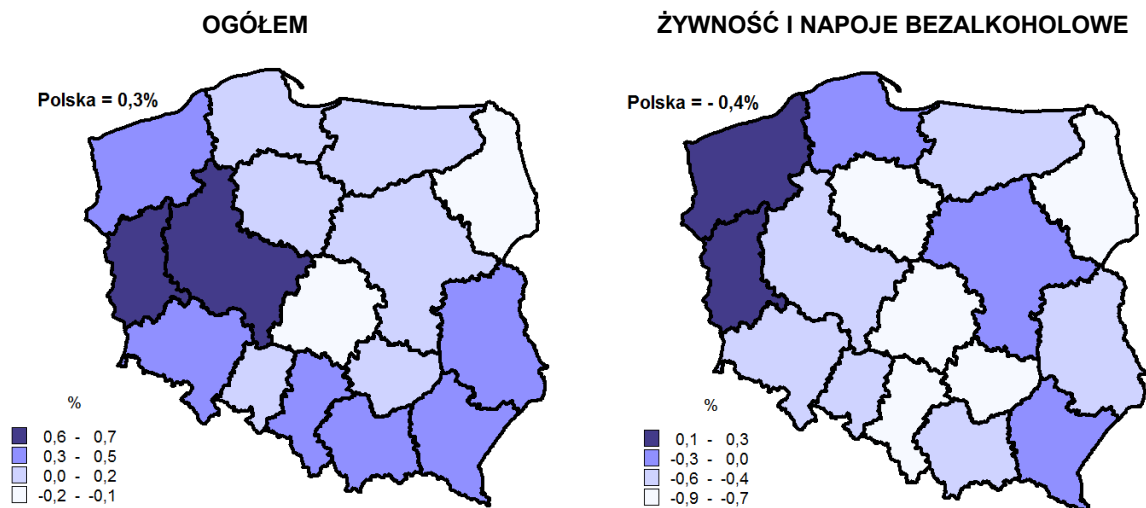 OGÓŁEM
Polska = 0,3%
%
0,6 - 0,7
0,3 - 0,5
0,0 - 0,2
-0,2 - -0,1
ŻYWNOŚĆ I NAPOJE BEZALKOHOLOWE
Polska = - 0,4%
%
0,1 - 0,3
-0,3 - 0,0
-0,6 - -0,4
-0,9 - -0,7